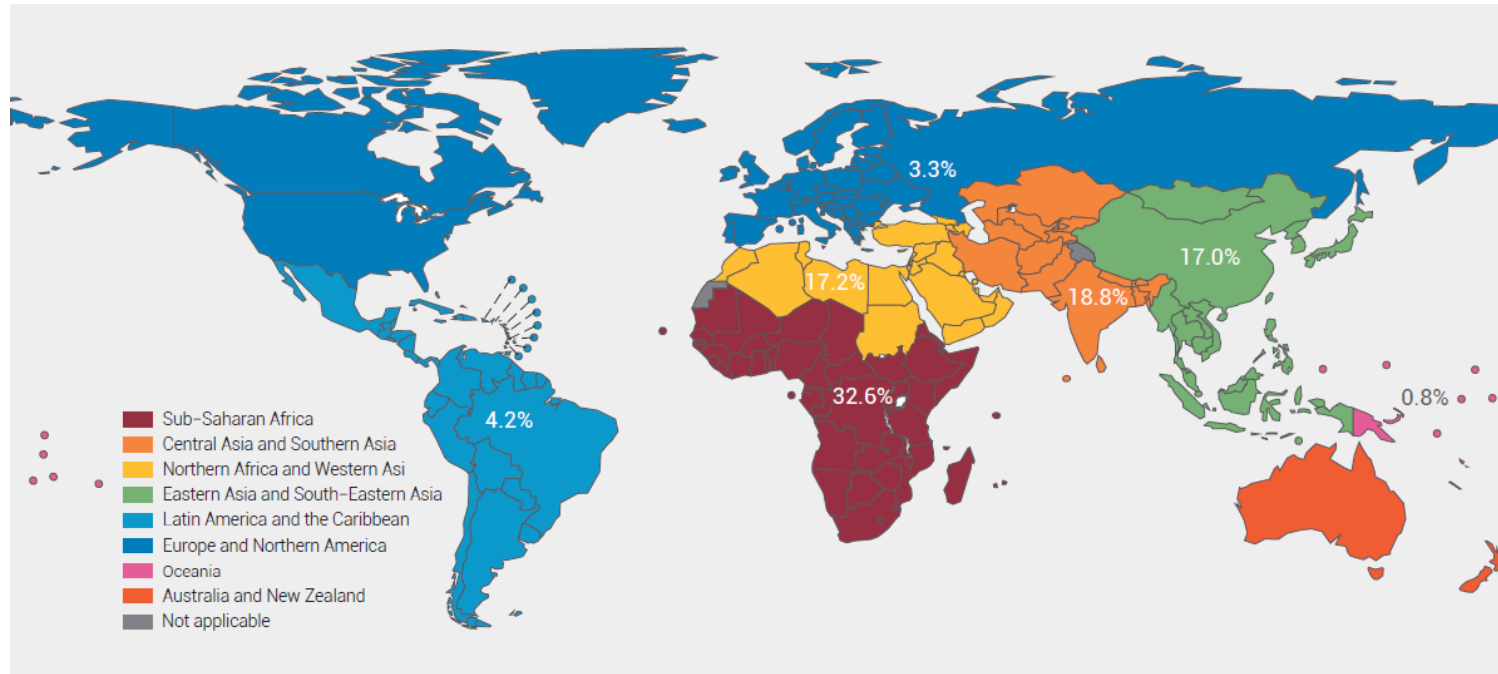 3.3%
17.0%
17.2%
18.8%
32.6%
0.8%
4.2%
Sub-Saharan Africa
Central Asia and Southern Asia
Northern Africa and Western Asi
Eastern Asia and South-Eastern Asia
Latin America and the Caribbean
Europe and Northern America
Oceania
Australia and New Zealand
Not applicable